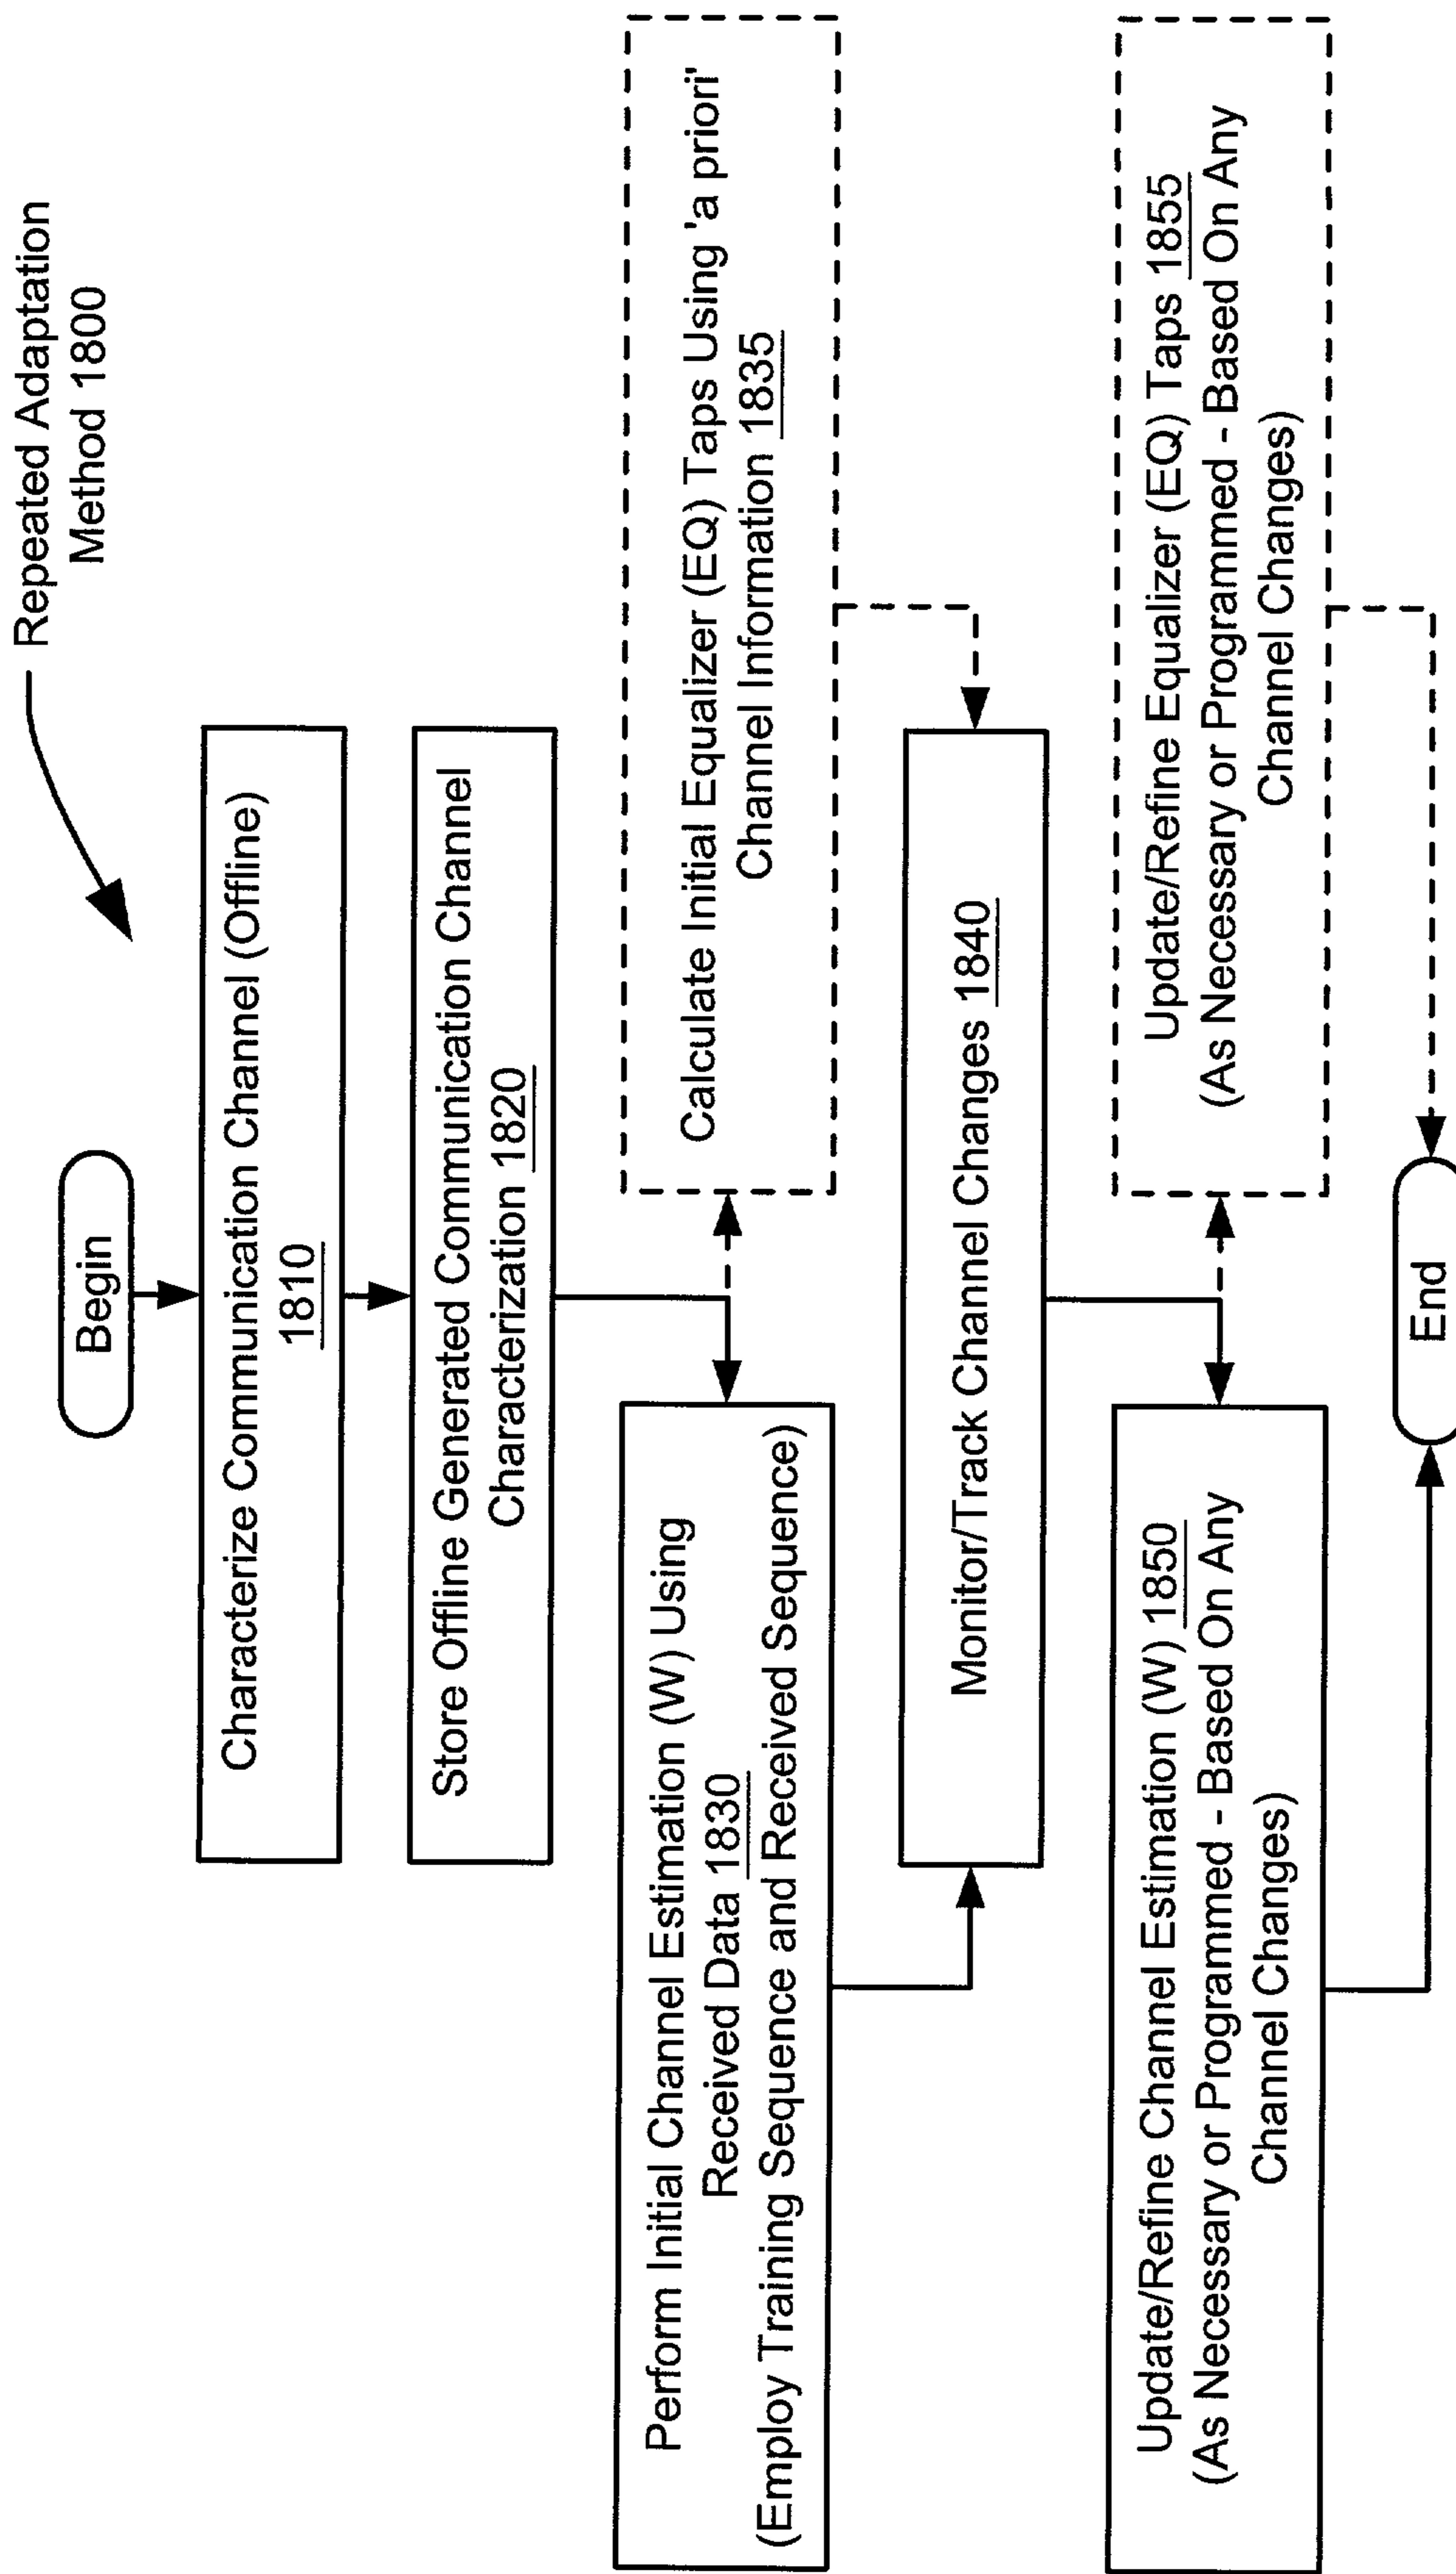 Repeated Adaptation
Method 1800
Begin
Characterize Communication Channel (Offline)
1810
Store Offline Generated Communication Channel
Characterization 1820
Perform Initial Channel Estimation (W) Using
Received Data 1830
(Employ Training Sequence and Received Sequence)
Calculate Initial Equalizer (EQ) Taps Using 'a priori'
Channel Information 1835
Monitor/Track Channel Changes 1840
Update/Refine Channel Estimation (W) 1850
(As Necessary or Programmed - Based On Any
Channel Changes)
Update/Refine Equalizer (EQ) Taps 1855
(As Necessary or Programmed - Based On Any
Channel Changes)
End